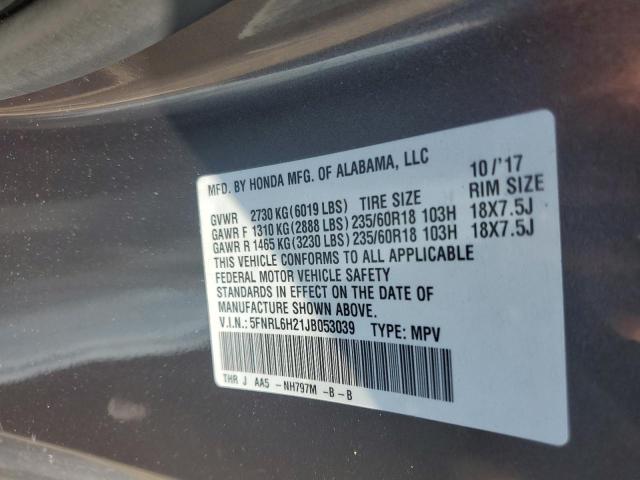 MFD. BY HONDA MFG. OF ALABAMA, LLC 10/'17
GVWR 2730 KG(6019 LBS) TIRE SIZE RIM SIZE
GAWR F 1310 KG(2888 LBS) 235/60R18 103H 18X7.5J
GAWR R 1465 KG(3230 LBS) 235/60R18 103H 18X7.5J
THIS VEHICLE CONFORMS TO ALL APPLICABLE
FEDERAL MOTOR VEHICLE SAFETY
STANDARDS IN EFFECT ON THE DATE OF
MANUFACTURE SHOWN ABOVE.
V.I.N.: 5FNRL6H21JB053039 TYPE: MPV
THR J AA5 -NH797M -B-B